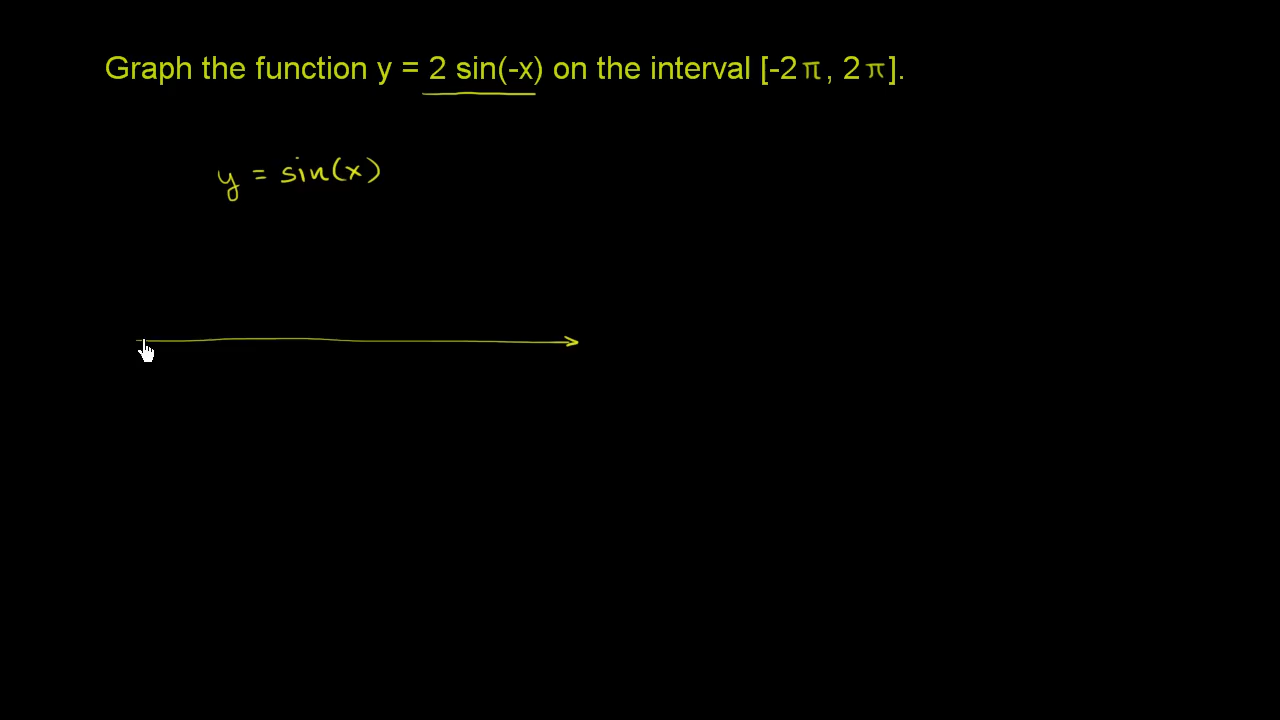 Graph the function y = 2 sin(-x) on the interval [-2π, 2π].
y = sin(x)